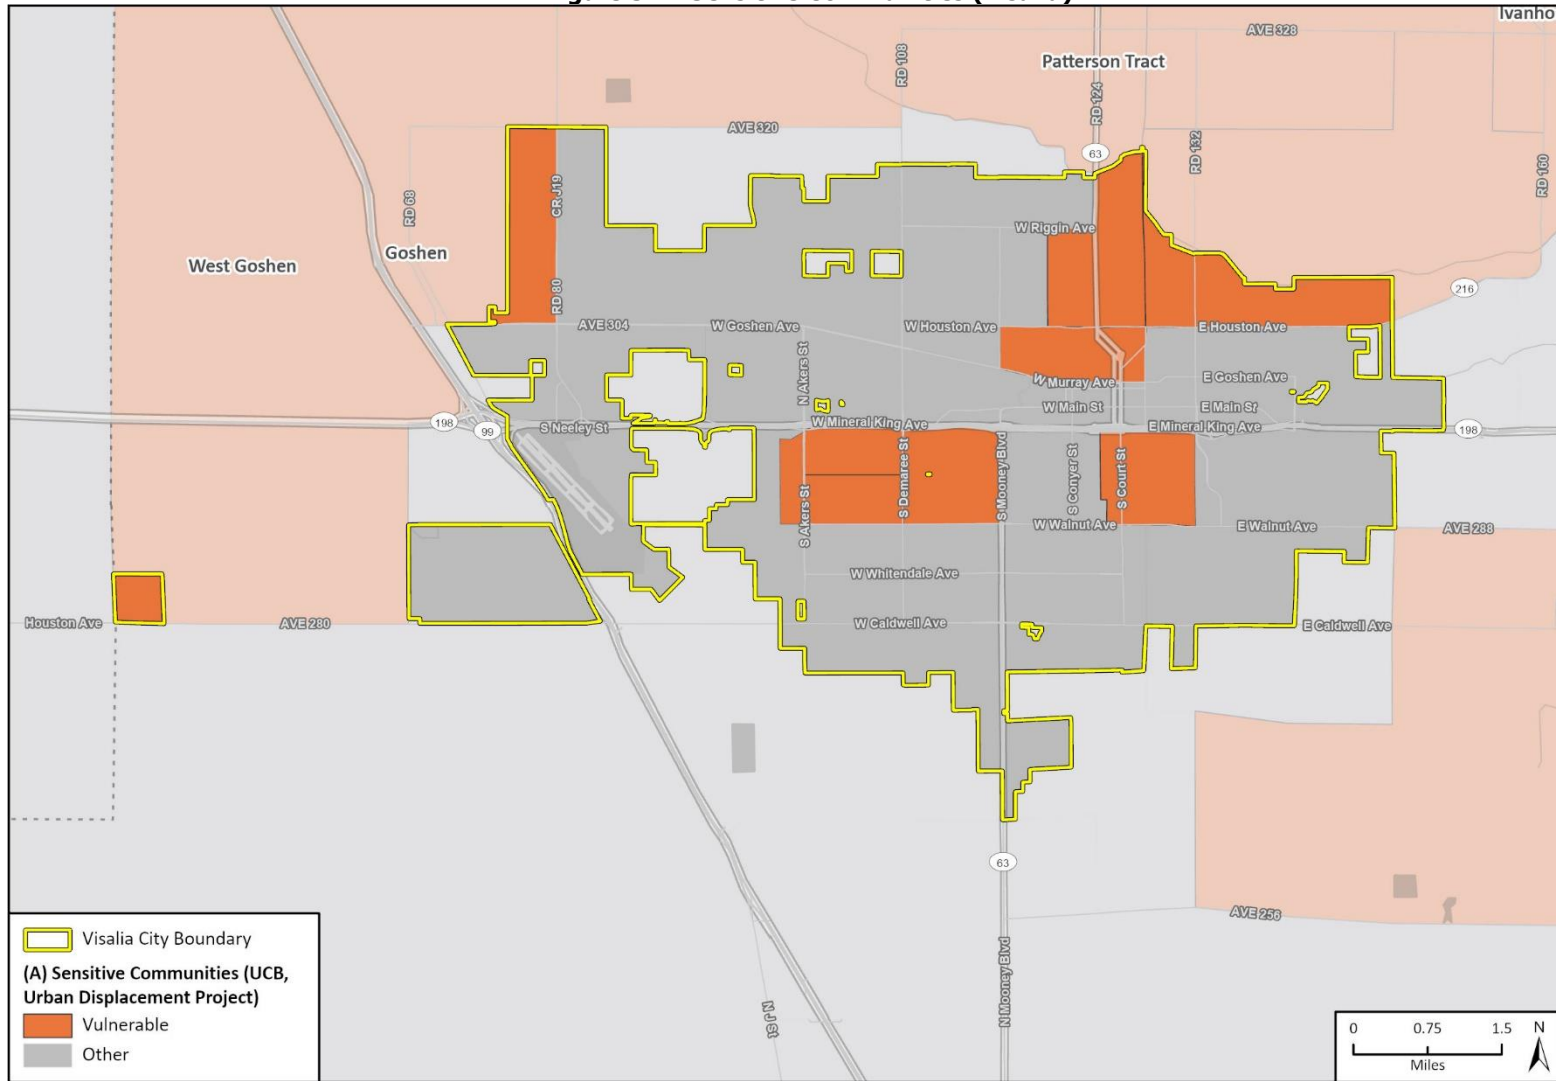 AVE 328
Patterson Tract
RD 108
RD 124
AVE 320
63
RD 132
RD 160
CR J19
RD 68
W Riggin Ave
Goshen
West Goshen
RD 80
216
AVE 304
W Goshen Ave
W Houston Ave
E Houston Ave
N Akers St
W Murray Ave
E Goshen Ave
W Main St
E Main St
198
99
S Neeley St
W Mineral King Ave
E Mineral King Ave
198
S Akers St
S Demaree St
S Mooney Blvd
S Conyer St
S Court St
W Walnut Ave
E Walnut Ave
AVE 288
W Whitendale Ave
Houston Ave
AVE 280
W Caldwell Ave
E Caldwell Ave
63
AVE 256
N Mooney Blvd
N J St
Visalia City Boundary
(A) Sensitive Communities (UCB,
Urban Displacement Project)
Vulnerable
Other
0 0.75 1.5
Miles
N